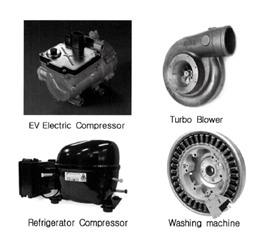 EV Electric Compressor
Turbo Blower
Refrigerator Compressor
Washing machine